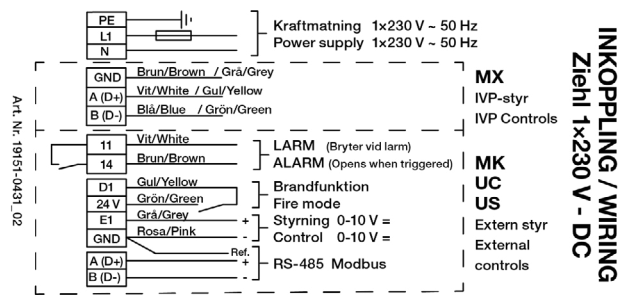 PE
L1
N
Kraftmatning 1×230 V ~ 50 Hz
Power supply 1×230 V ~ 50 Hz
GND Brun/Brown / Grå/Grey
A (D+) Vit/White / Gul/Yellow
B (D-) Blå/Blue / Grön/Green
MX
IVP-styr
IVP Controls
11 Vit/White
14 Brun/Brown
LARM (Bryter vid larm)
ALARM (Opens when triggered)
D1 Gul/Yellow
24 V Grön/Green
Brandfunktion
Fire mode
E1 Grå/Grey +
GND Rosa/Pink -
Styrning 0-10 V =
Control 0-10 V =
Ref.
A (D+) +
B (D-) -
RS-485 Modbus
MK
UC
US
Extern styr
External
controls
INKOPPLING / WIRING
Ziehl 1×230 V - DC
Art. Nr. 19151-0431_02